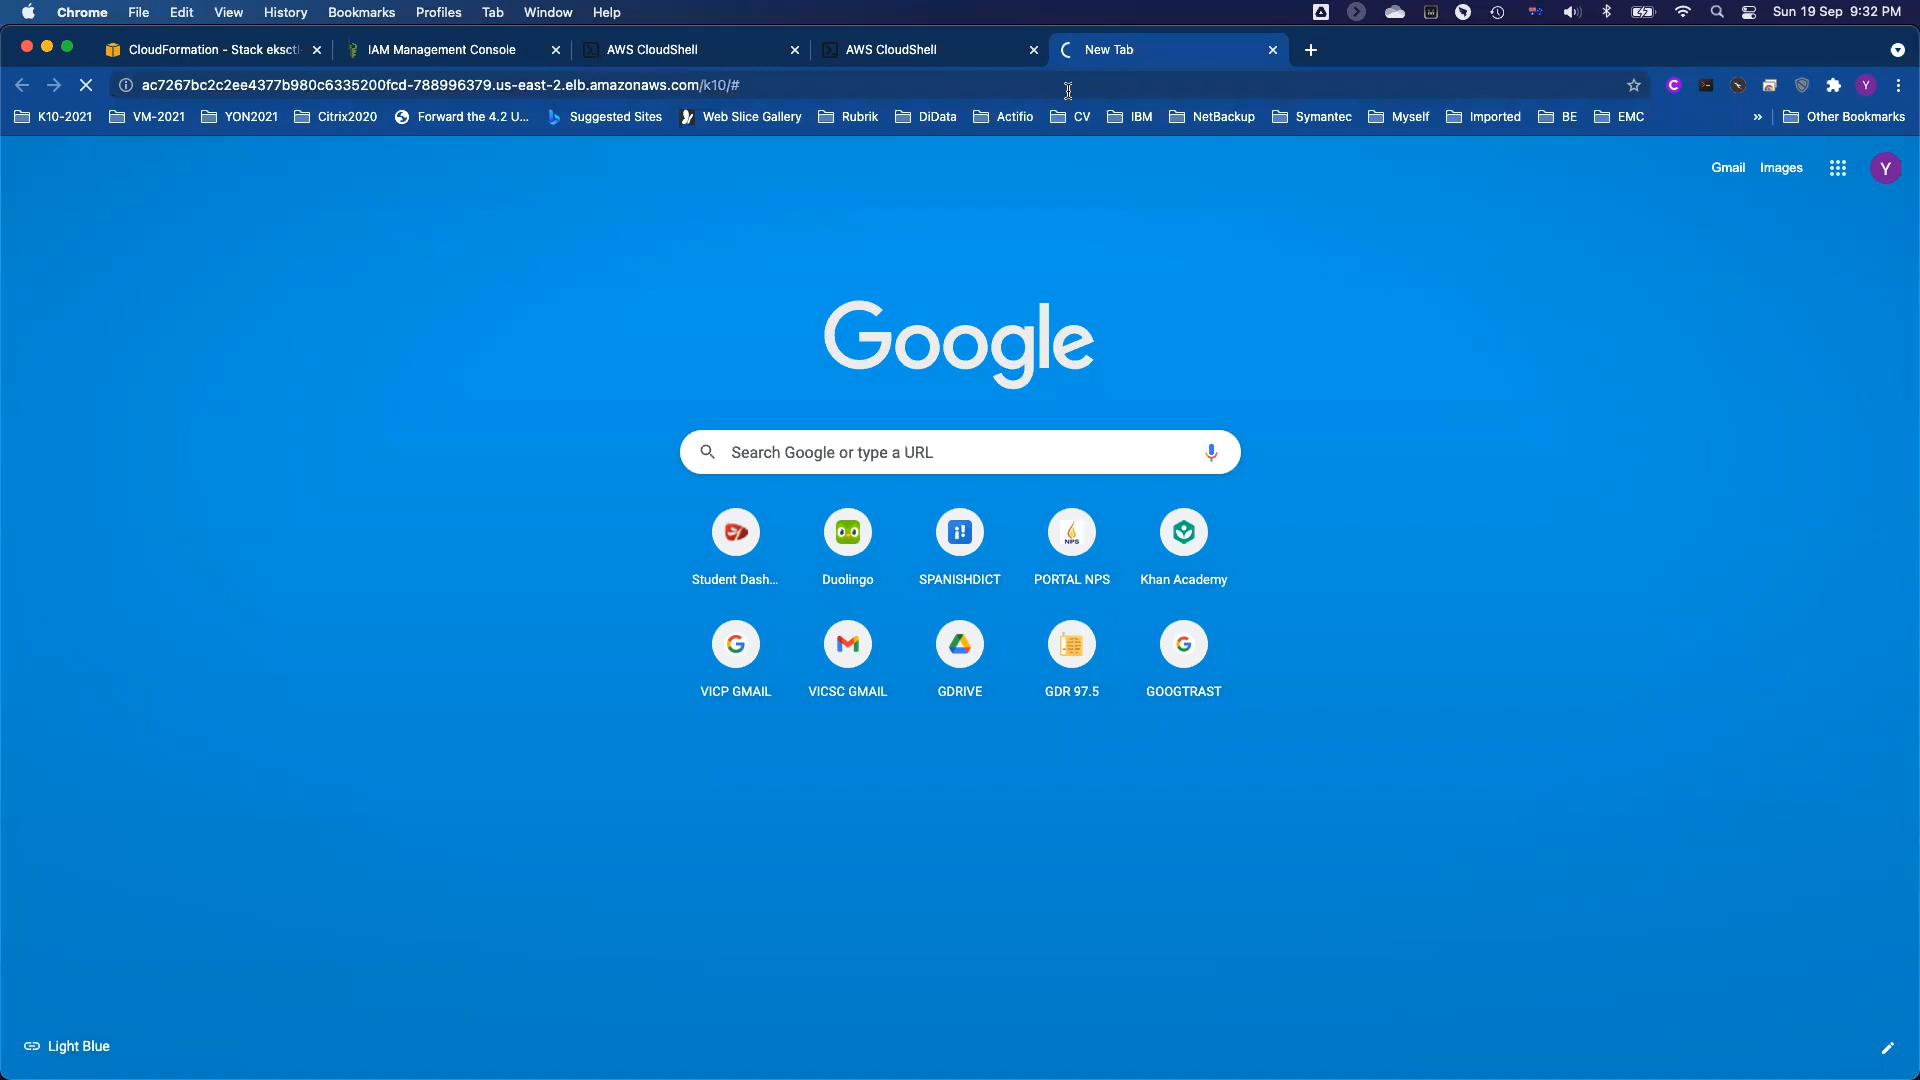 Chrome File Edit View History Bookmarks Profiles Tab Window Help Sun 19 Sep 9:32 PM
CloudFormation - Stack eksctl IAM Management Console AWS CloudShell AWS CloudShell New Tab
ac7267bc2c2ee4377b980c6335200fcd-788996379.us-east-2.elb.amazonaws.com/k10/#
K10-2021 VM-2021 YON2021 Citrix2020 Forward the 4.2 U... Suggested Sites Web Slice Gallery Rubrik DiData Actifio CV IBM NetBackup Symantec Myself Imported BE EMC » Other Bookmarks
Gmail Images Y
Google
Search Google or type a URL
Student Dash... Duolingo SPANISHDICT PORTAL NPS Khan Academy
VICP GMAIL VICSC GMAIL GDRIVE GDR 97.5 GOOGTRAST
Light Blue